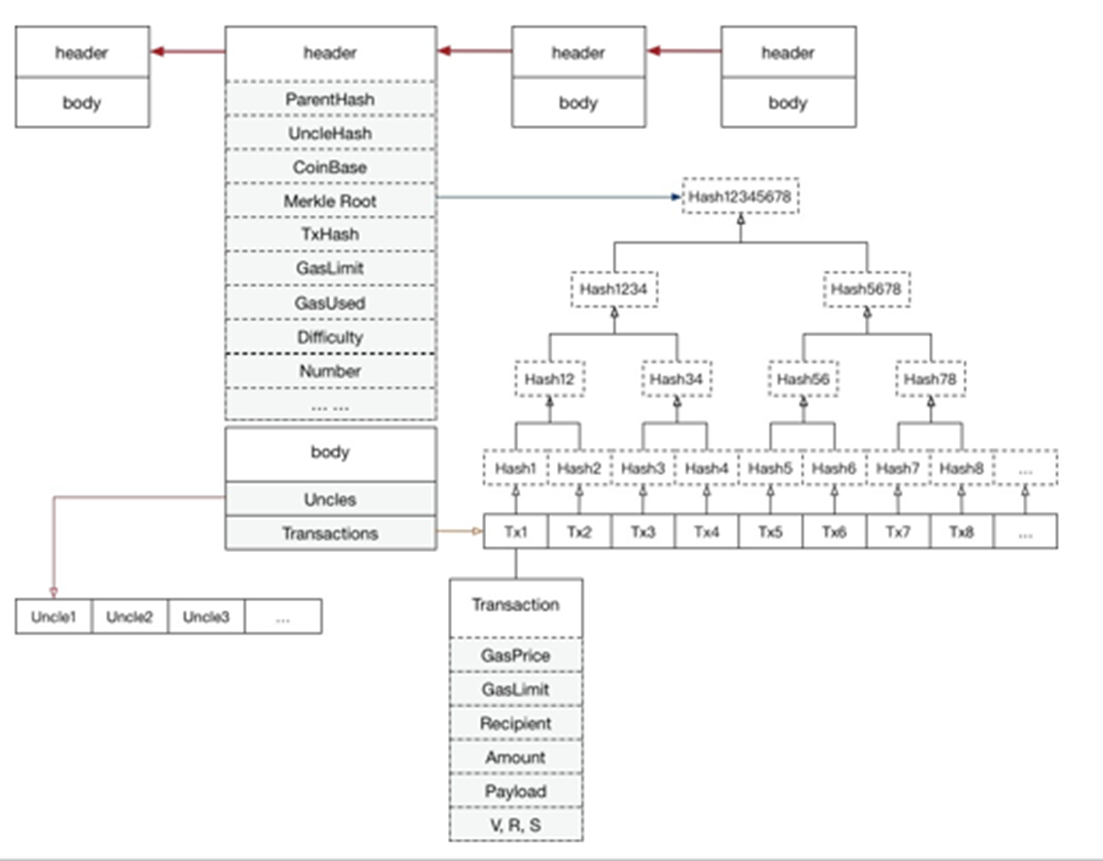 header
header
header
header
body
body
body
ParentHash
UncleHash
CoinBase
Merkle Root
TxHash
GasLimit
GasUsed
Difficulty
Number
... ...
Hash12345678
Hash1234
Hash5678
Hash12
Hash34
Hash56
Hash78
Hash1
Hash2
Hash3
Hash4
Hash5
Hash6
Hash7
Hash8
...
body
Uncles
Transactions
Tx1
Tx2
Tx3
Tx4
Tx5
Tx6
Tx7
Tx8
...
Uncle1
Uncle2
Uncle3
...
Transaction
GasPrice
GasLimit
Recipient
Amount
Payload
V, R, S